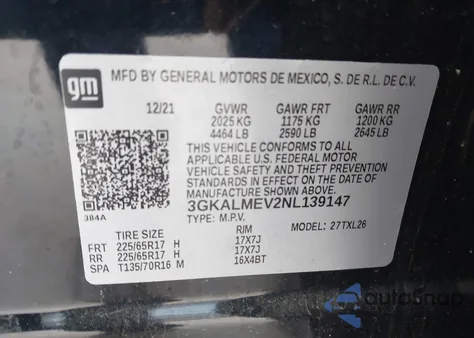 gm
MFD BY GENERAL MOTORS DE MEXICO, S. DE R.L. DE C.V.
12/21 GVWR GAWR FRT GAWR RR
2025 KG 1175 KG 1200 KG
4464 LB 2590 LB 2645 LB
THIS VEHICLE CONFORMS TO ALL
APPLICABLE U.S. FEDERAL MOTOR
VEHICLE SAFETY AND THEFT PREVENTION
STANDARDS IN EFFECT ON THE DATE OF
MANUFACTURE SHOWN ABOVE.
3GKALMEV2NL139147
TYPE: M.P.V. MODEL: 27TXL26
384A
TIRE SIZE RIM
FRT 225/65R17 H 17X7J
RR 225/65R17 H 17X7J
SPA T135/70R16 M 16X4BT
autoSnap